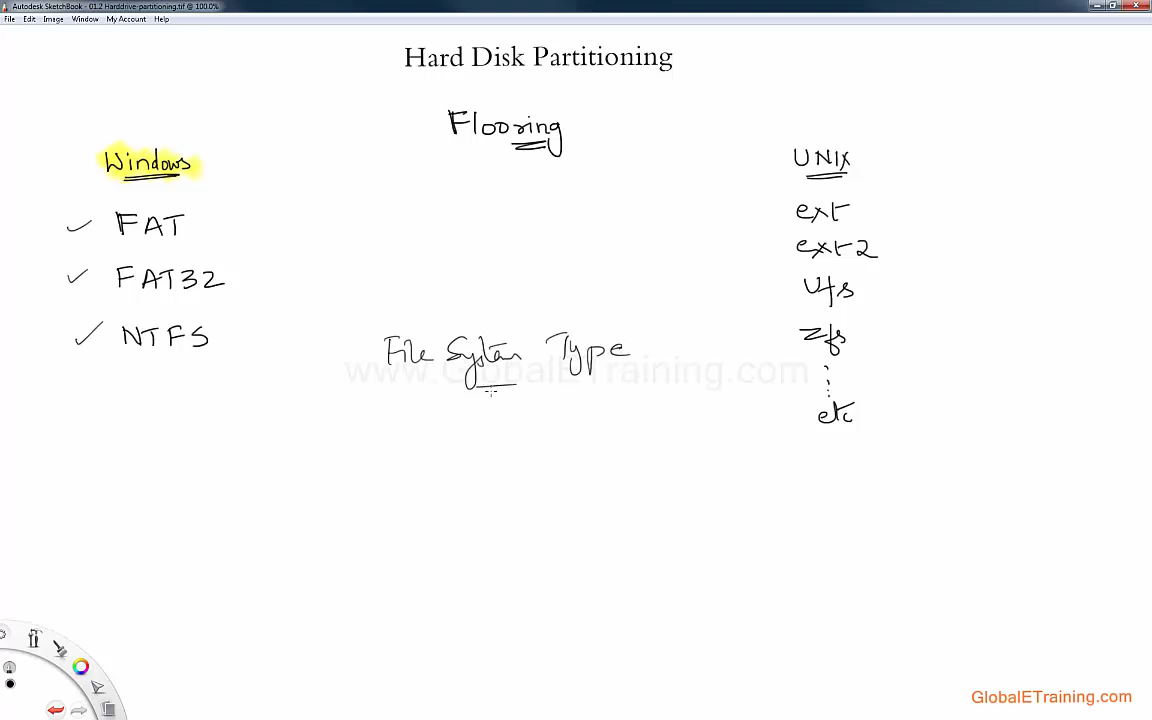 Autodesk SketchBook - 01.2 Harddrive-partitioning.tif @ 100.0%
File Edit Image Window My Account Help
Hard Disk Partitioning
Flooring
Windows
FAT
FAT32
NTFS
File System Type
UNIX
ext
ext2
Ufs
Zfs
etc
www.GlobalETraining.com
GlobalETraining.com